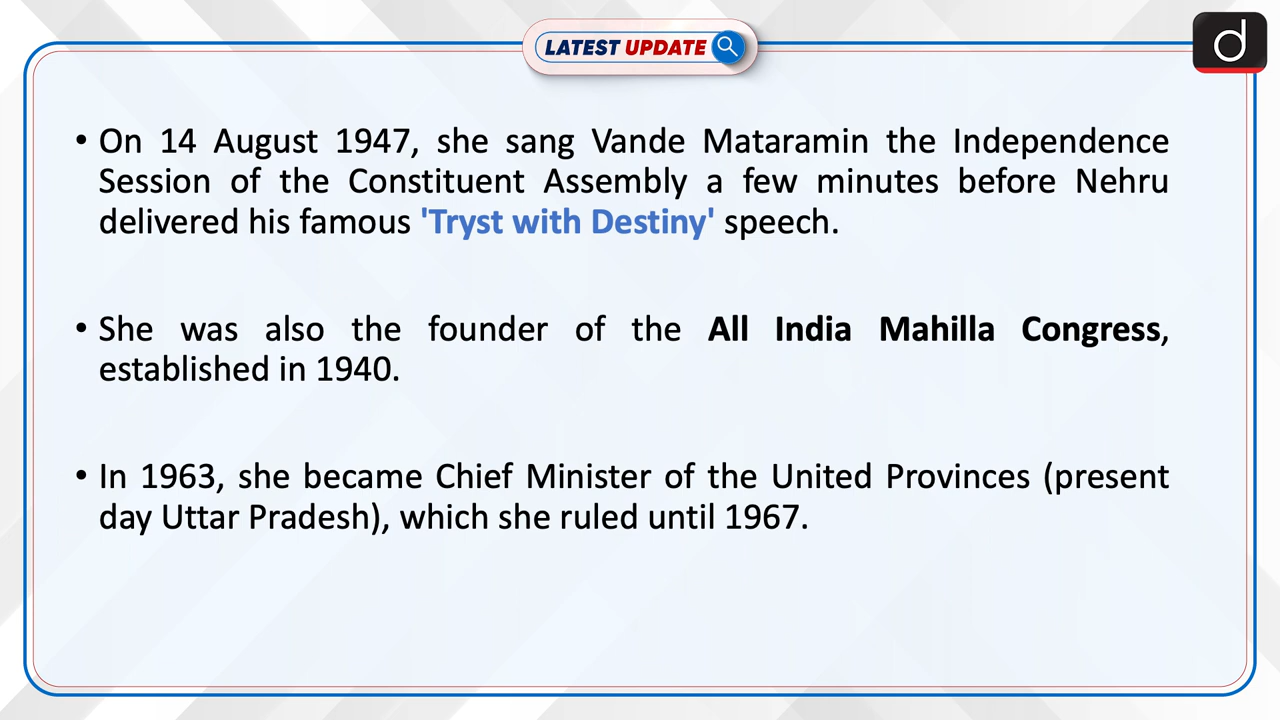 LATEST UPDATE
d
• On 14 August 1947, she sang Vande Mataramin the Independence
Session of the Constituent Assembly a few minutes before Nehru
delivered his famous 'Tryst with Destiny' speech.
• She was also the founder of the All India Mahilla Congress,
established in 1940.
• In 1963, she became Chief Minister of the United Provinces (present
day Uttar Pradesh), which she ruled until 1967.